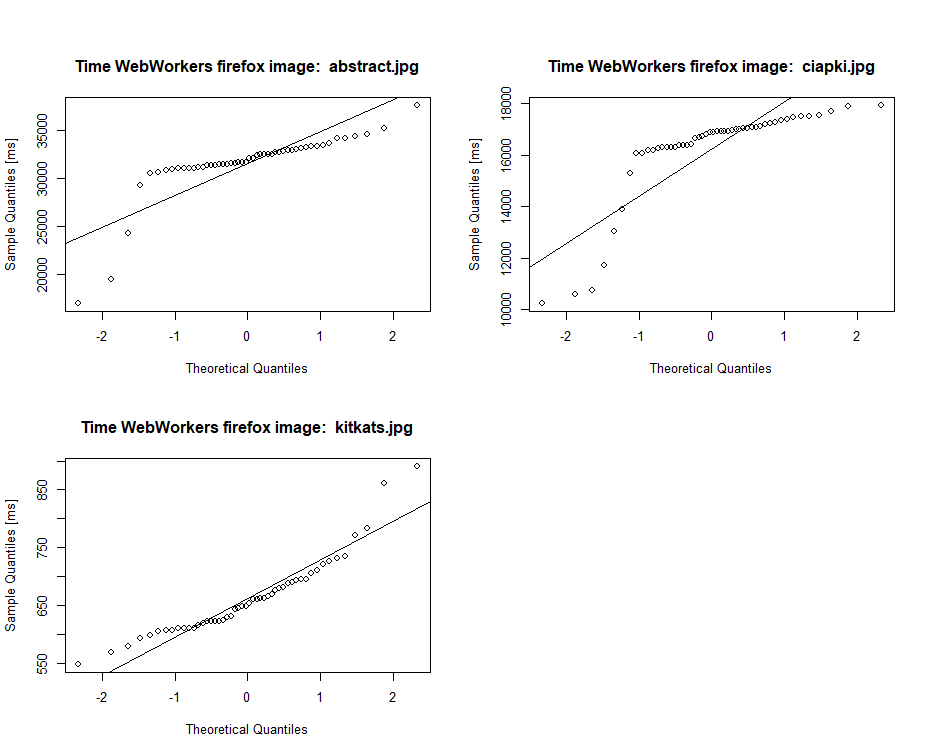 Time WebWorkers firefox image:  abstract.jpg
Sample Quantiles [ms]
35000
30000
25000
20000
-2 -1 0 1 2
Theoretical Quantiles
Time WebWorkers firefox image:  ciapki.jpg
Sample Quantiles [ms]
18000
16000
14000
12000
10000
-2 -1 0 1 2
Theoretical Quantiles
Time WebWorkers firefox image:  kitkats.jpg
Sample Quantiles [ms]
850
750
650
550
-2 -1 0 1 2
Theoretical Quantiles